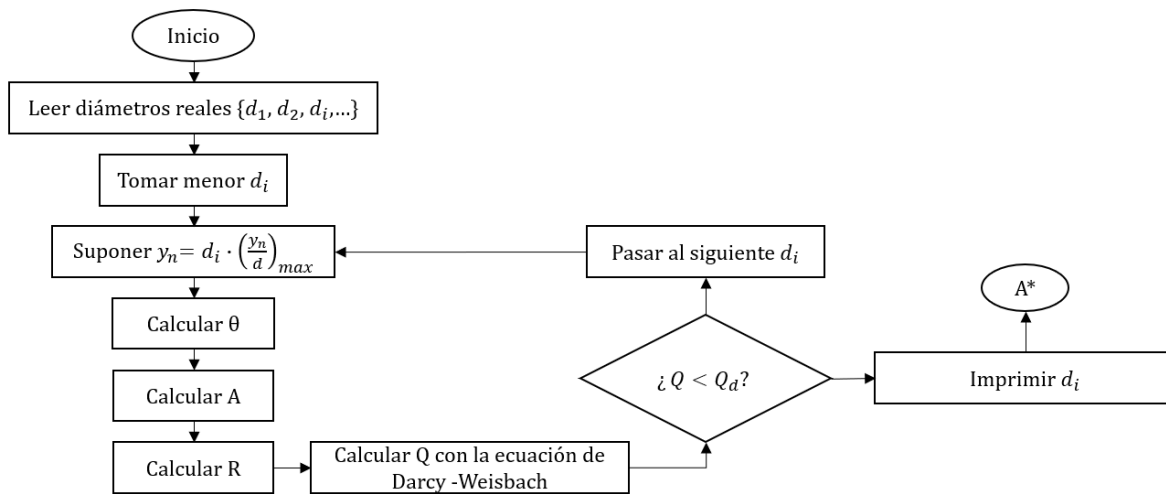 Inicio
Leer diámetros reales {d₁, d₂, dᵢ,…}
Tomar menor dᵢ
Suponer yₙ= dᵢ · (yₙ/d)ₘₐₓ
Calcular θ
Calcular A
Calcular R
Calcular Q con la ecuación de
Darcy -Weisbach
¿Q < Q_d?
Pasar al siguiente dᵢ
Imprimir dᵢ
A*